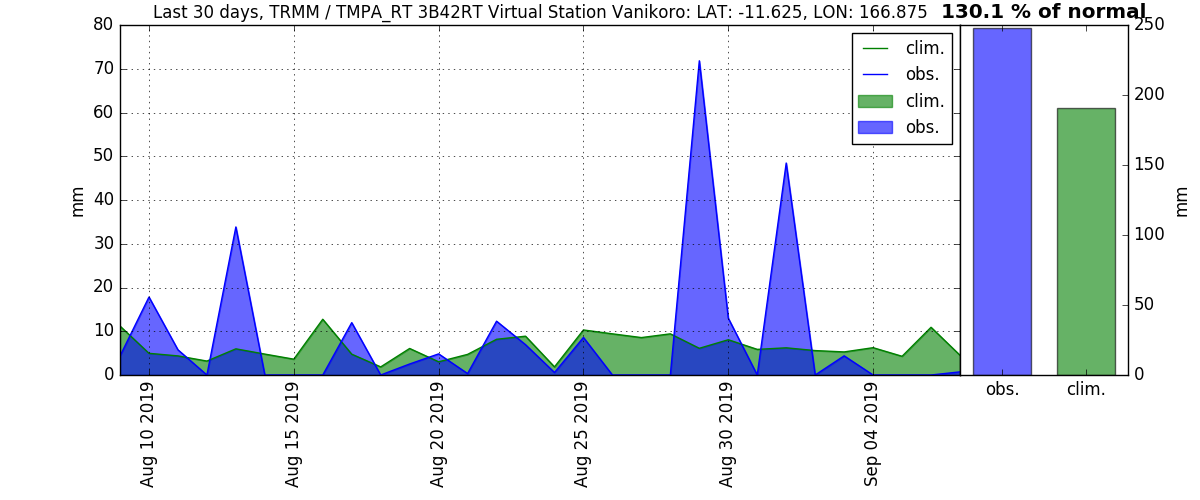 Last 30 days, TRMM / TMPA_RT 3B42RT Virtual Station Vanikoro: LAT: -11.625, LON: 166.875 130.1 % of normal
80
70
60
50
40
30
20
10
0
mm
clim.
obs.
clim.
obs.
Aug 10 2019
Aug 15 2019
Aug 20 2019
Aug 25 2019
Aug 30 2019
Sep 04 2019
250
200
150
100
50
0
mm
obs.
clim.